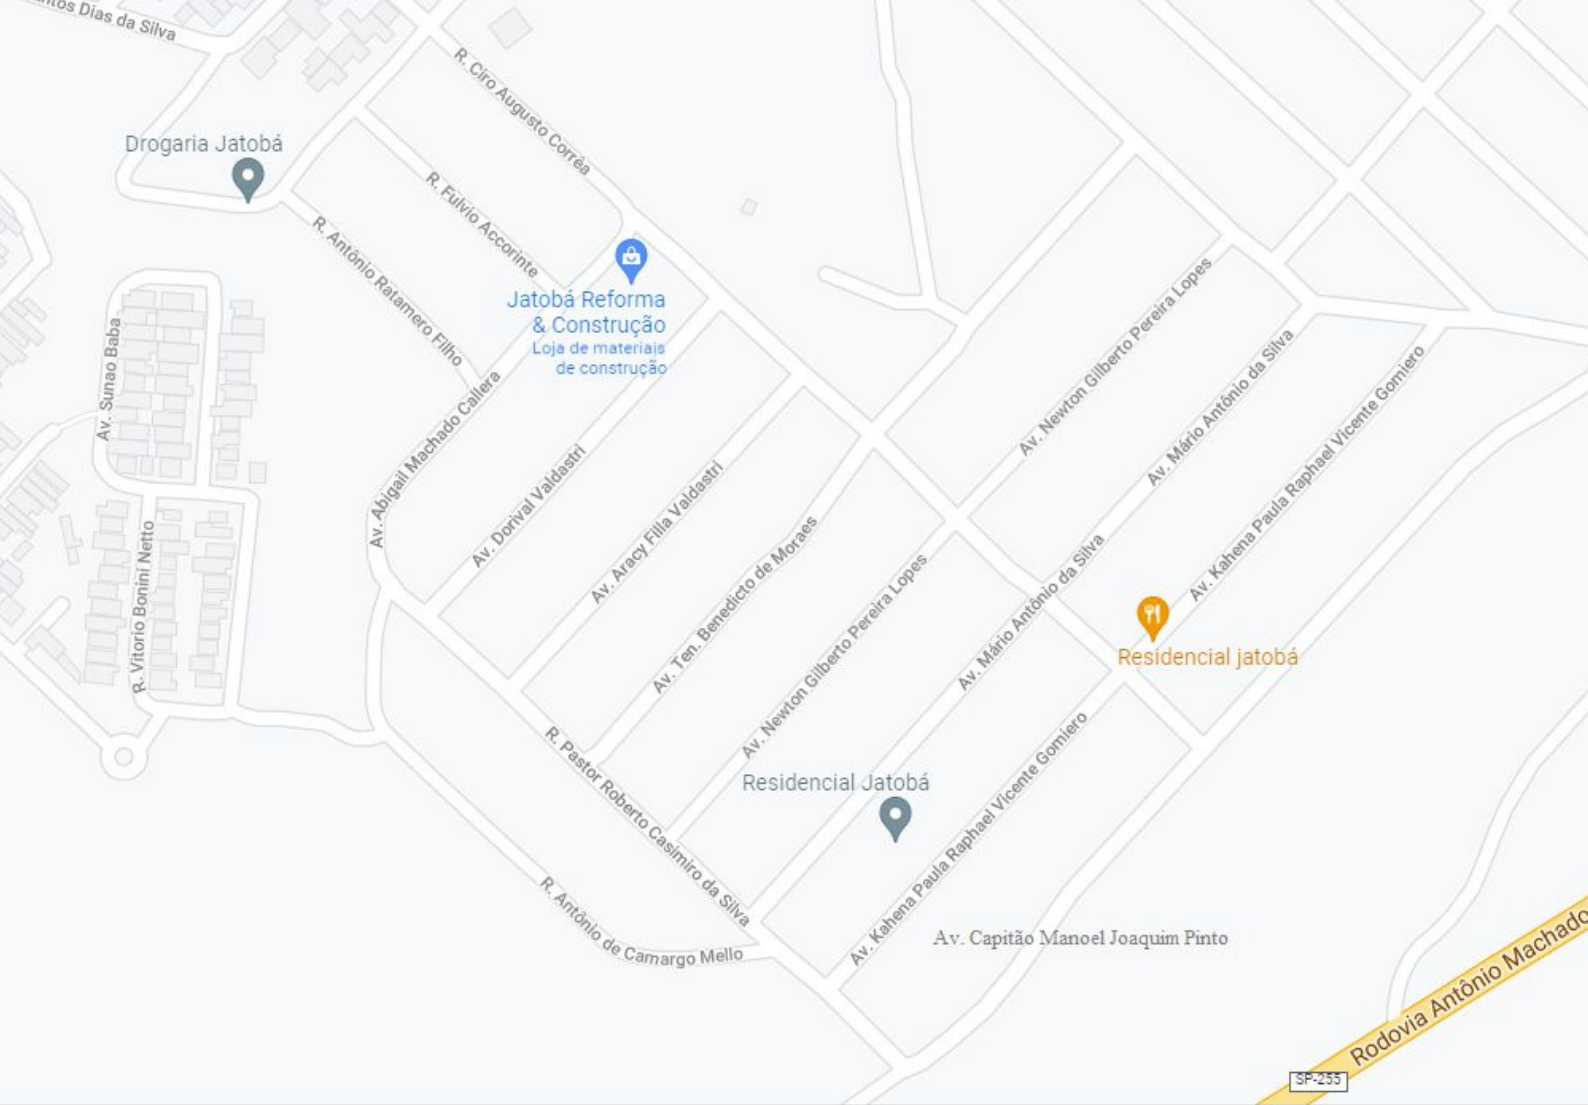 ntos Dias da Silva
R. Ciro Augusto Corrêa
Drogaria Jatobá
R. Fulvio Accorinte
R. Antônio Ratamero Filho
Jatobá Reforma
& Construção
Loja de materiais
de construção
Av. Sunao Baba
Av. Abigail Machado Callera
Av. Dorival Valdastri
Av. Aracy Filla Valdastri
Av. Newton Gilberto Pereira Lopes
Av. Mário Antônio da Silva
Av. Kahena Paula Raphael Vicente Gomiero
R. Vitorio Bonini Netto
Av. Ten. Benedicto de Moraes
Av. Newton Gilberto Pereira Lopes
Av. Mário Antônio da Silva
Residencial jatobá
R. Pastor Roberto Casimiro da Silva
Residencial Jatobá
Av. Kahena Paula Raphael Vicente Gomiero
R. Antônio de Camargo Mello
Av. Capitão Manoel Joaquim Pinto
Rodovia Antônio Machado
SP-255